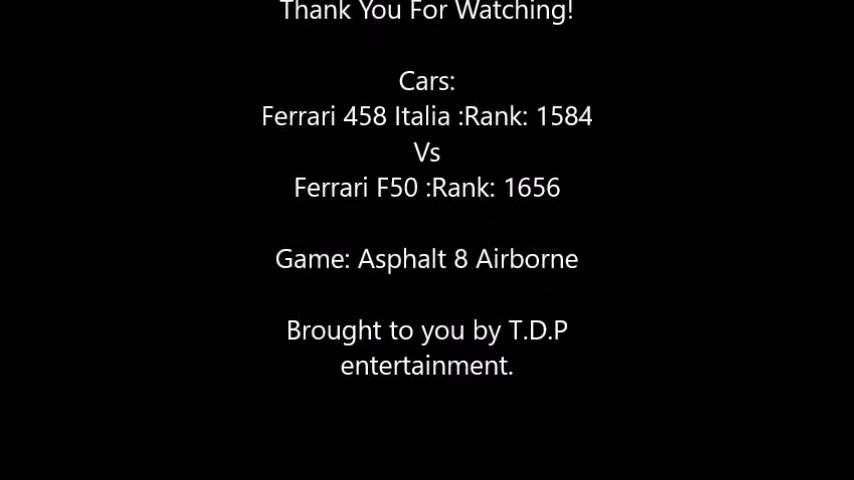 Thank You For Watching!
Cars:
Ferrari 458 Italia :Rank: 1584
Vs
Ferrari F50 :Rank: 1656
Game: Asphalt 8 Airborne
Brought to you by T.D.P
entertainment.